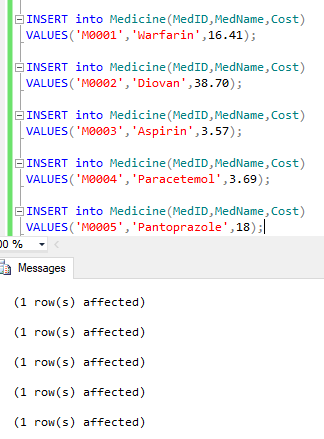 INSERT into Medicine(MedID,MedName,Cost)
VALUES('M0001','Warfarin',16.41);
INSERT into Medicine(MedID,MedName,Cost)
VALUES('M0002','Diovan',38.70);
INSERT into Medicine(MedID,MedName,Cost)
VALUES('M0003','Aspirin',3.57);
INSERT into Medicine(MedID,MedName,Cost)
VALUES('M0004','Paracetemol',3.69);
INSERT into Medicine(MedID,MedName,Cost)
VALUES('M0005','Pantoprazole',18);
00 %
Messages
(1 row(s) affected)
(1 row(s) affected)
(1 row(s) affected)
(1 row(s) affected)
(1 row(s) affected)